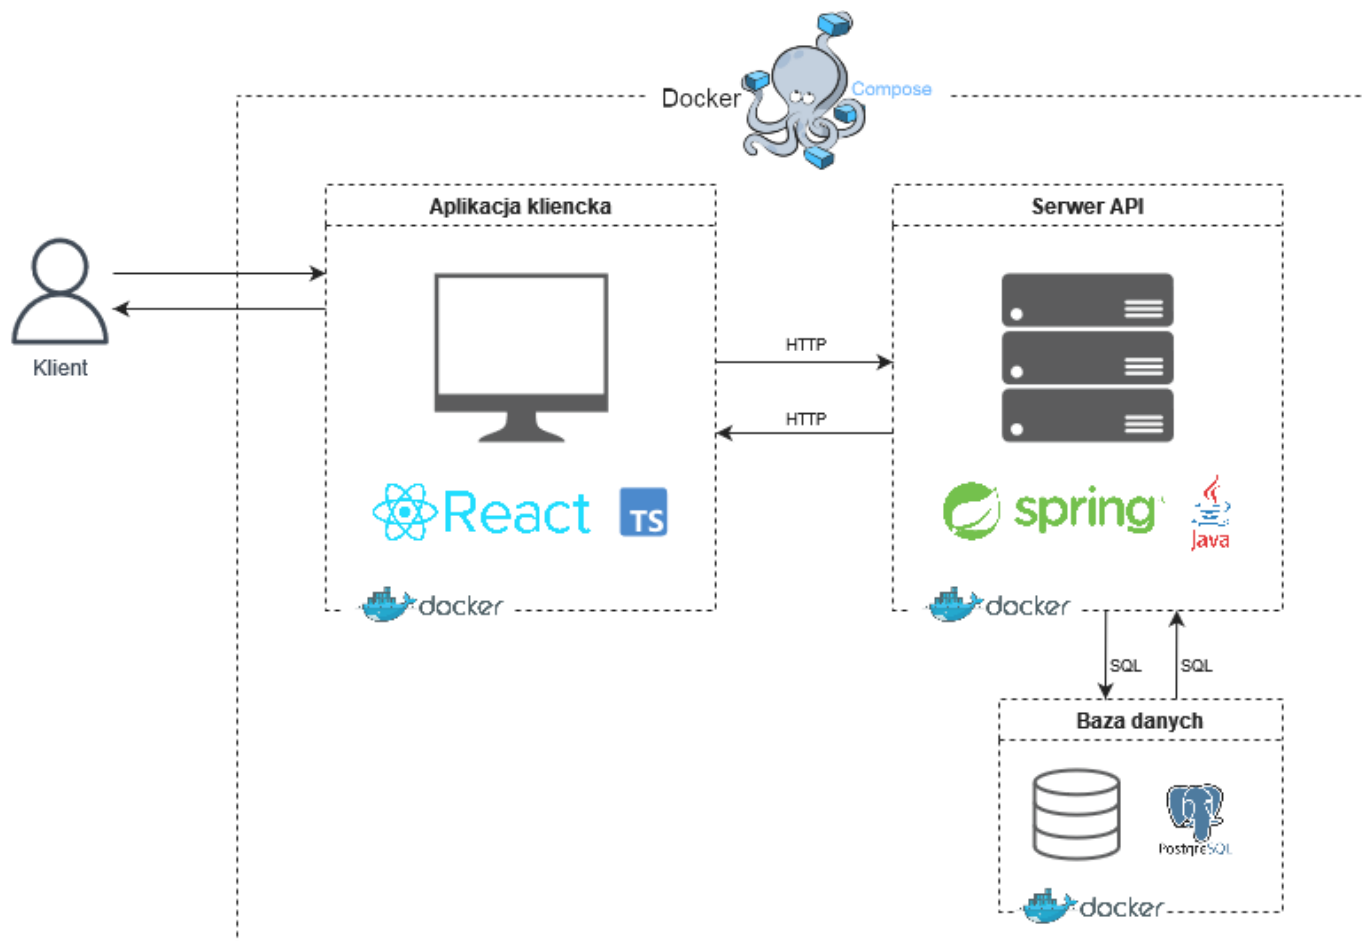 Docker Compose
Aplikacja kliencka
Serwer API
Klient
HTTP
HTTP
React TS
spring Java
docker
docker
SQL SQL
Baza danych
PostgreSQL
docker